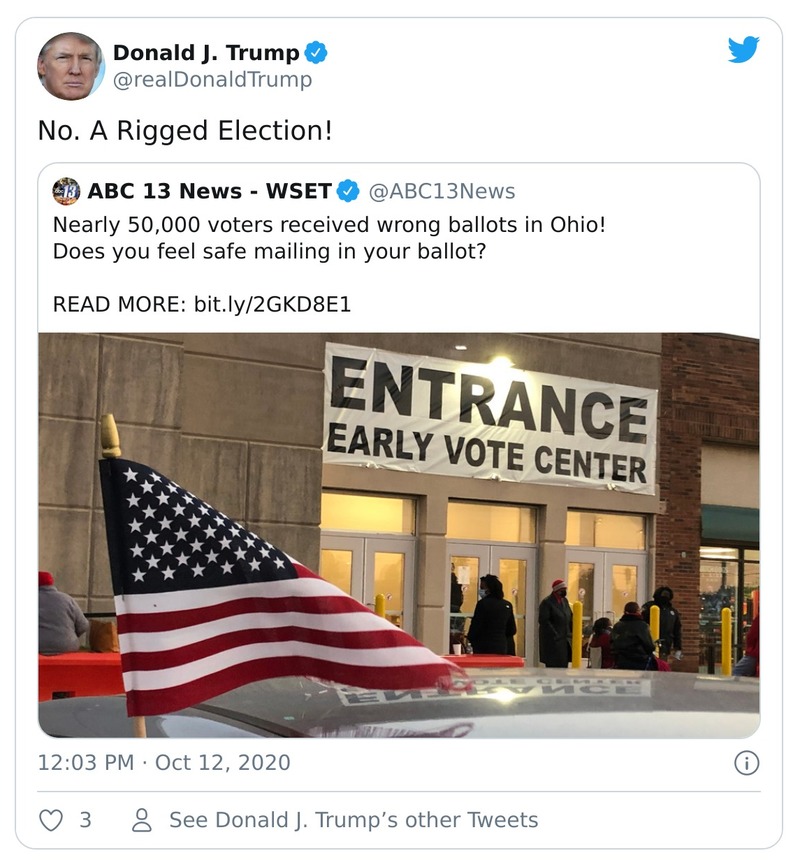 Donald J. Trump
@realDonaldTrump
No. A Rigged Election!
ABC 13 News - WSET @ABC13News
Nearly 50,000 voters received wrong ballots in Ohio!
Does you feel safe mailing in your ballot?
READ MORE: bit.ly/2GKD8E1
ENTRANCE
EARLY VOTE CENTER
12:03 PM · Oct 12, 2020
3 See Donald J. Trump’s other Tweets